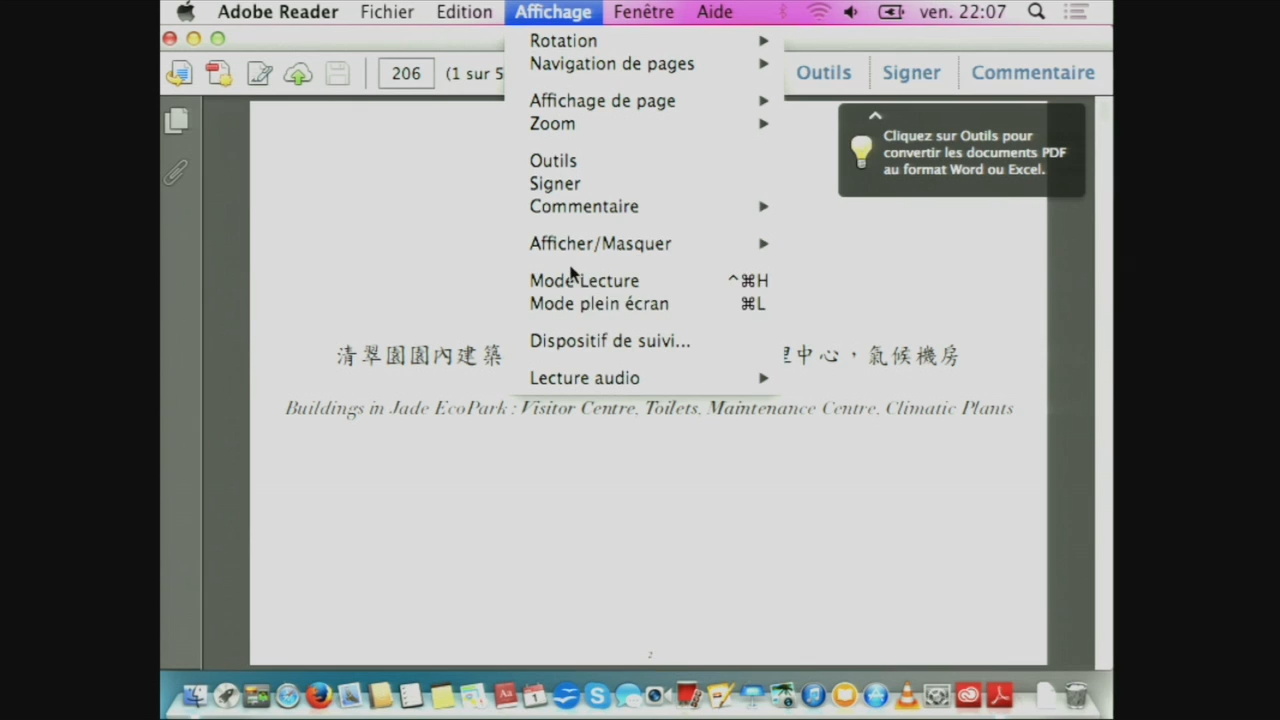 Adobe Reader Fichier Edition Affichage Fenêtre Aide ven. 22:07
206 (1 sur 5
Outils Signer Commentaire
Rotation
Navigation de pages
Affichage de page
Zoom
Outils
Signer
Commentaire
Afficher/Masquer
Mode Lecture ^⌘H
Mode plein écran ⌘L
Dispositif de suivi...
Lecture audio
Cliquez sur Outils pour
convertir les documents PDF
au format Word ou Excel.
清翠園園內建築 中心,氣候機房
Buildings in Jade EcoPark : Visitor Centre, Toilets, Maintenance Centre, Climatic Plants
2